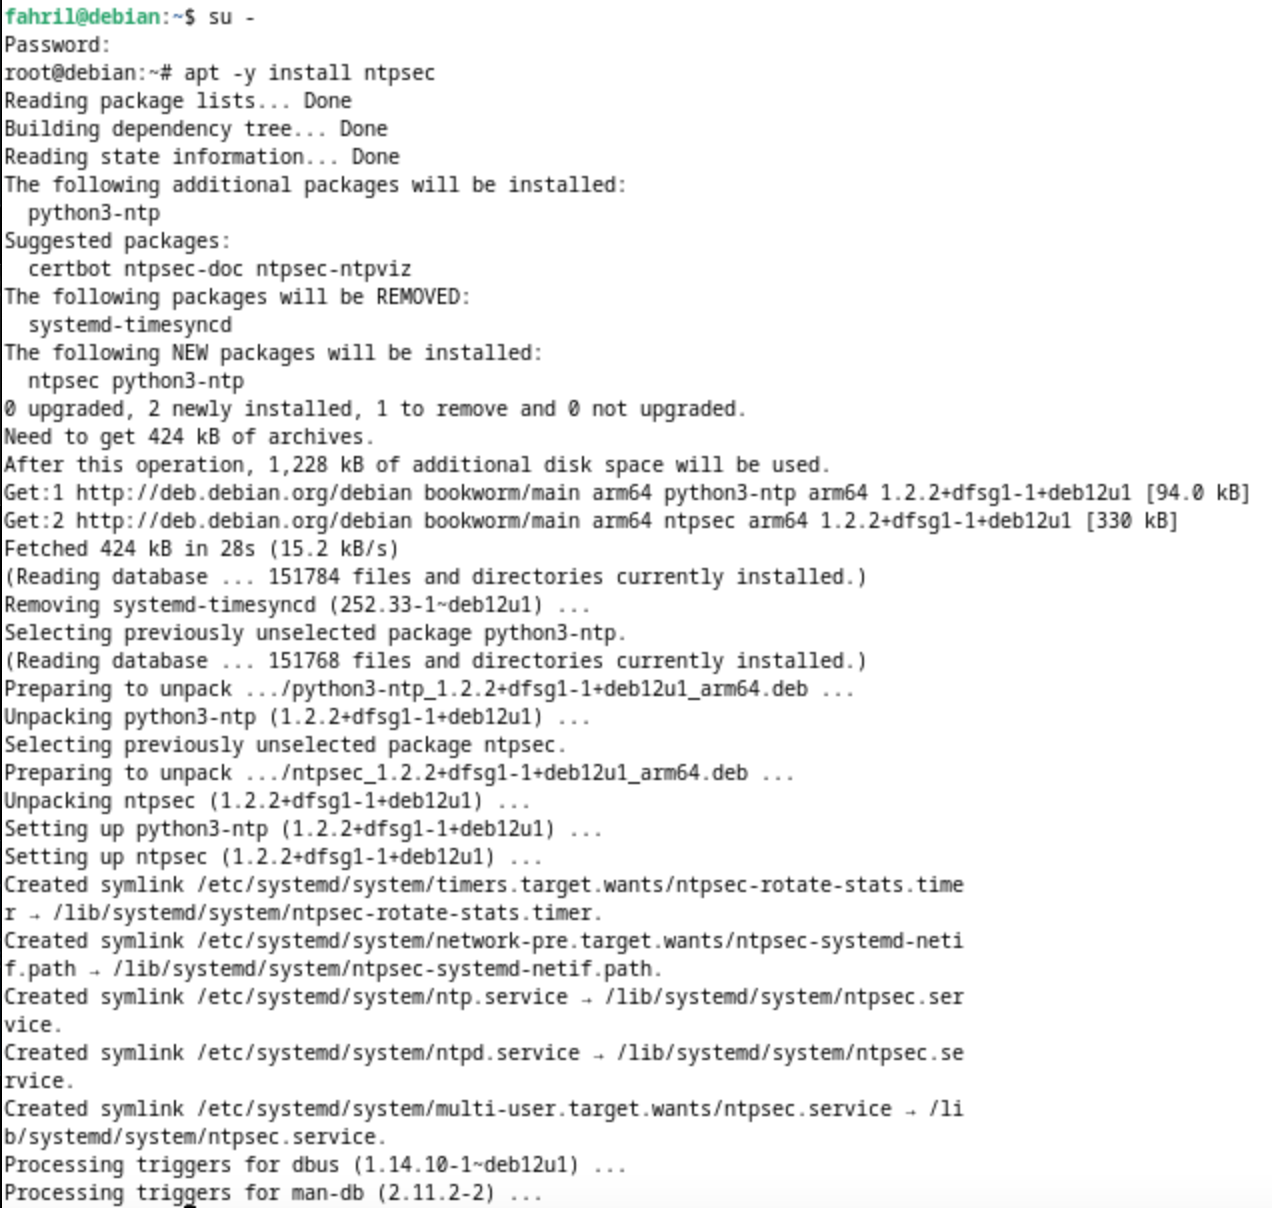 fahril@debian:~$ su -
Password:
root@debian:~# apt -y install ntpsec
Reading package lists... Done
Building dependency tree... Done
Reading state information... Done
The following additional packages will be installed:
  python3-ntp
Suggested packages:
  certbot ntpsec-doc ntpsec-ntpviz
The following packages will be REMOVED:
  systemd-timesyncd
The following NEW packages will be installed:
  ntpsec python3-ntp
0 upgraded, 2 newly installed, 1 to remove and 0 not upgraded.
Need to get 424 kB of archives.
After this operation, 1,228 kB of additional disk space will be used.
Get:1 http://deb.debian.org/debian bookworm/main arm64 python3-ntp arm64 1.2.2+dfsg1-1+deb12u1 [94.0 kB]
Get:2 http://deb.debian.org/debian bookworm/main arm64 ntpsec arm64 1.2.2+dfsg1-1+deb12u1 [330 kB]
Fetched 424 kB in 28s (15.2 kB/s)
(Reading database ... 151784 files and directories currently installed.)
Removing systemd-timesyncd (252.33-1~deb12u1) ...
Selecting previously unselected package python3-ntp.
(Reading database ... 151768 files and directories currently installed.)
Preparing to unpack .../python3-ntp_1.2.2+dfsg1-1+deb12u1_arm64.deb ...
Unpacking python3-ntp (1.2.2+dfsg1-1+deb12u1) ...
Selecting previously unselected package ntpsec.
Preparing to unpack .../ntpsec_1.2.2+dfsg1-1+deb12u1_arm64.deb ...
Unpacking ntpsec (1.2.2+dfsg1-1+deb12u1) ...
Setting up python3-ntp (1.2.2+dfsg1-1+deb12u1) ...
Setting up ntpsec (1.2.2+dfsg1-1+deb12u1) ...
Created symlink /etc/systemd/system/timers.target.wants/ntpsec-rotate-stats.time
r → /lib/systemd/system/ntpsec-rotate-stats.timer.
Created symlink /etc/systemd/system/network-pre.target.wants/ntpsec-systemd-neti
f.path → /lib/systemd/system/ntpsec-systemd-netif.path.
Created symlink /etc/systemd/system/ntp.service → /lib/systemd/system/ntpsec.ser
vice.
Created symlink /etc/systemd/system/ntpd.service → /lib/systemd/system/ntpsec.se
rvice.
Created symlink /etc/systemd/system/multi-user.target.wants/ntpsec.service → /li
b/systemd/system/ntpsec.service.
Processing triggers for dbus (1.14.10-1~deb12u1) ...
Processing triggers for man-db (2.11.2-2) ...